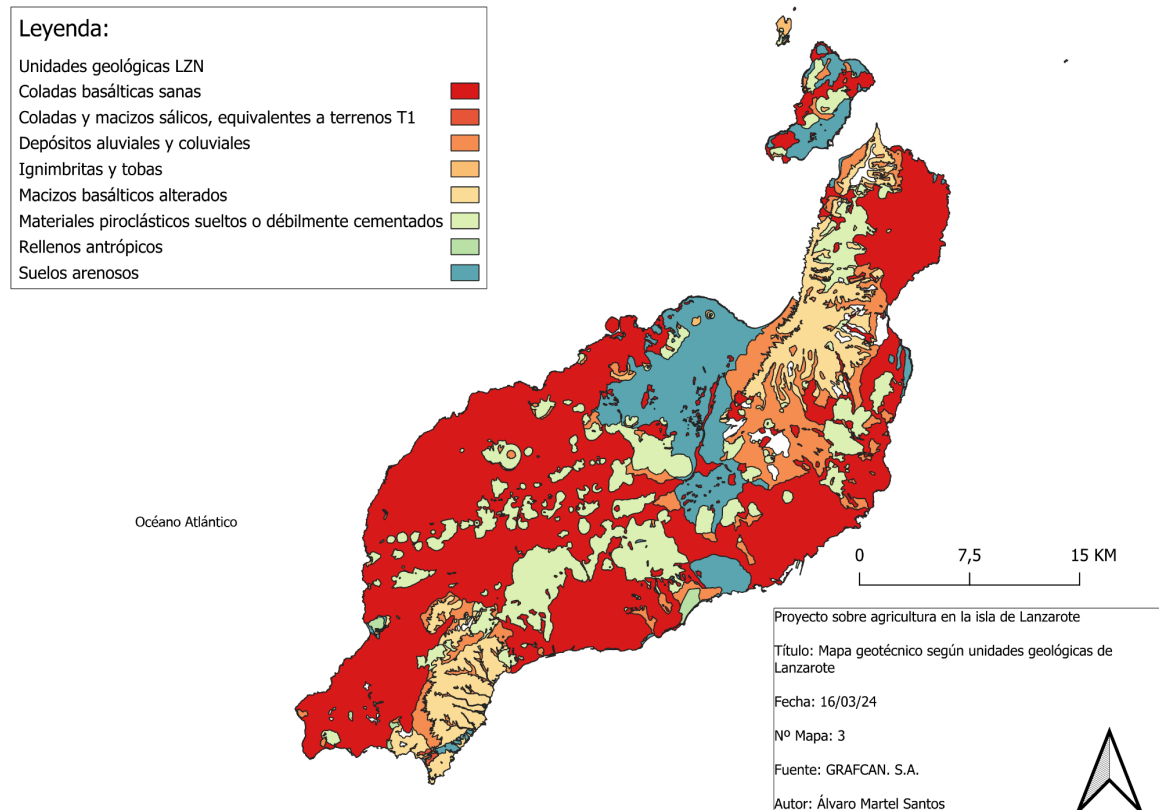 Leyenda:
Unidades geológicas LZN
Coladas basálticas sanas
Coladas y macizos sálicos, equivalentes a terrenos T1
Depósitos aluviales y coluviales
Ignimbritas y tobas
Macizos basálticos alterados
Materiales piroclásticos sueltos o débilmente cementados
Rellenos antrópicos
Suelos arenosos
Océano Atlántico
0 7,5 15 KM
Proyecto sobre agricultura en la isla de Lanzarote
Título: Mapa geotécnico según unidades geológicas de
Lanzarote
Fecha: 16/03/24
Nº Mapa: 3
Fuente: GRAFCAN. S.A.
Autor: Álvaro Martel Santos